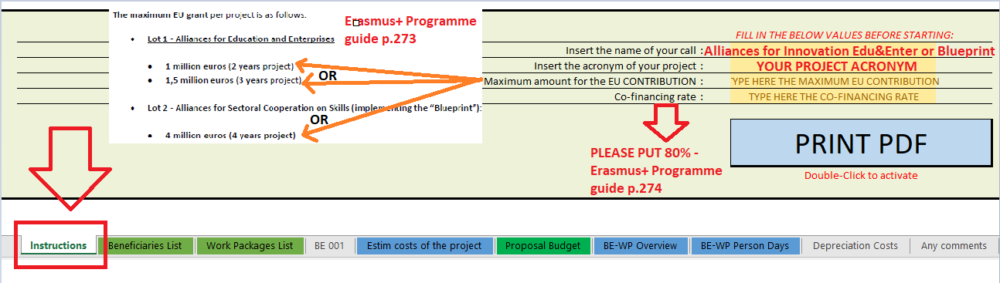 The maximum EU grant per project is as follows:
Erasmus+ Programme
guide p.273
• Lot 1 - Alliances for Education and Enterprises
• 1 million euros (2 years project)
OR
• 1,5 million euros (3 years project)
• Lot 2 - Alliances for Sectoral Cooperation on Skills (implementing the “Blueprint”):
OR
• 4 million euros (4 years project)
FILL IN THE BELOW VALUES BEFORE STARTING:
Insert the name of your call : Alliances for Innovation Edu&Enter or Blueprint
Insert the acronym of your project : YOUR PROJECT ACRONYM
Maximum amount for the EU CONTRIBUTION : TYPE HERE THE MAXIMUM EU CONTRIBUTION
Co-financing rate : TYPE HERE THE CO-FINANCING RATE
PLEASE PUT 80% -
Erasmus+ Programme
guide p.274
PRINT PDF
Double-Click to activate
Instructions Beneficiaries List Work Packages List BE 001 Estim costs of the project Proposal Budget BE-WP Overview BE-WP Person Days Depreciation Costs Any comments